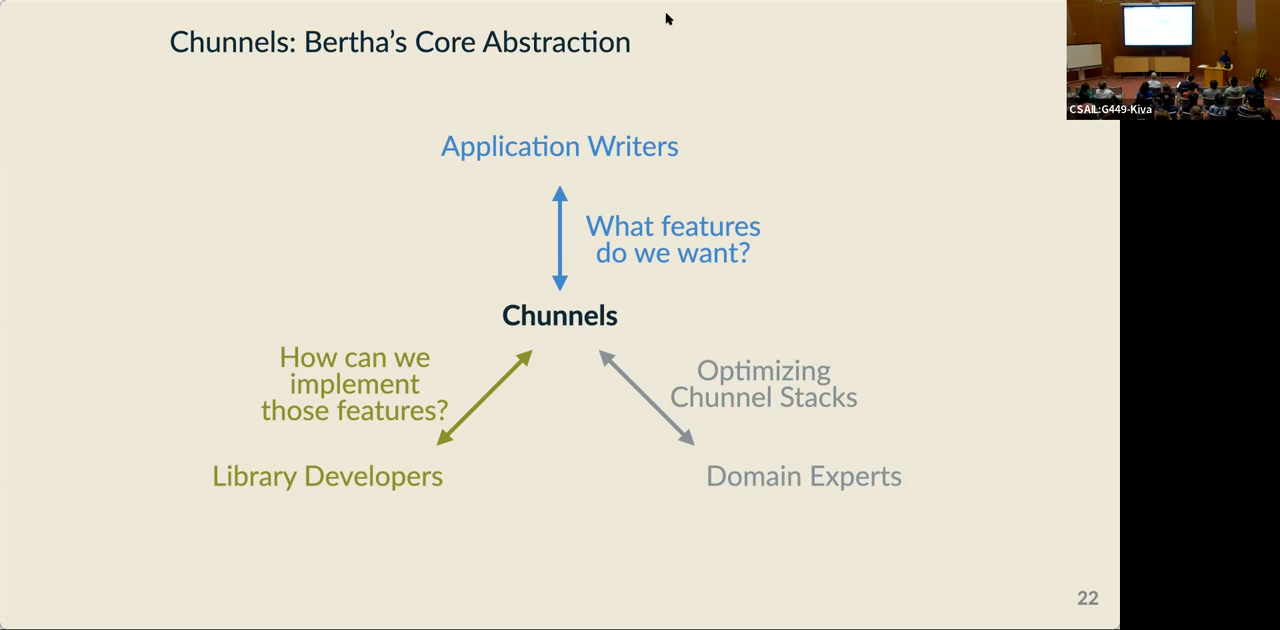 Chunnels: Bertha's Core Abstraction
CSAIL:G449-Kiva
Application Writers
What features
do we want?
Chunnels
How can we
implement
those features?
Optimizing
Chunnel Stacks
Library Developers
Domain Experts
22